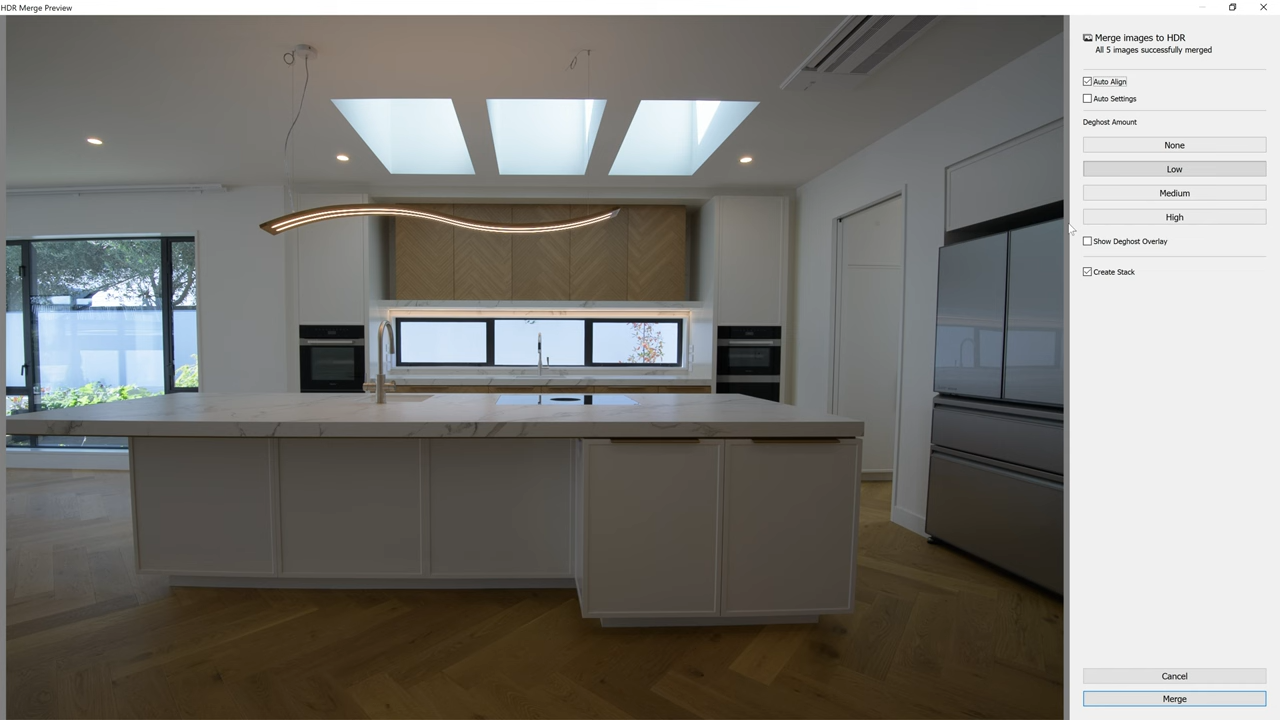 HDR Merge Preview
Merge images to HDR
All 5 images successfully merged
Auto Align
Auto Settings
Deghost Amount
None
Low
Medium
High
Show Deghost Overlay
Create Stack
Cancel
Merge